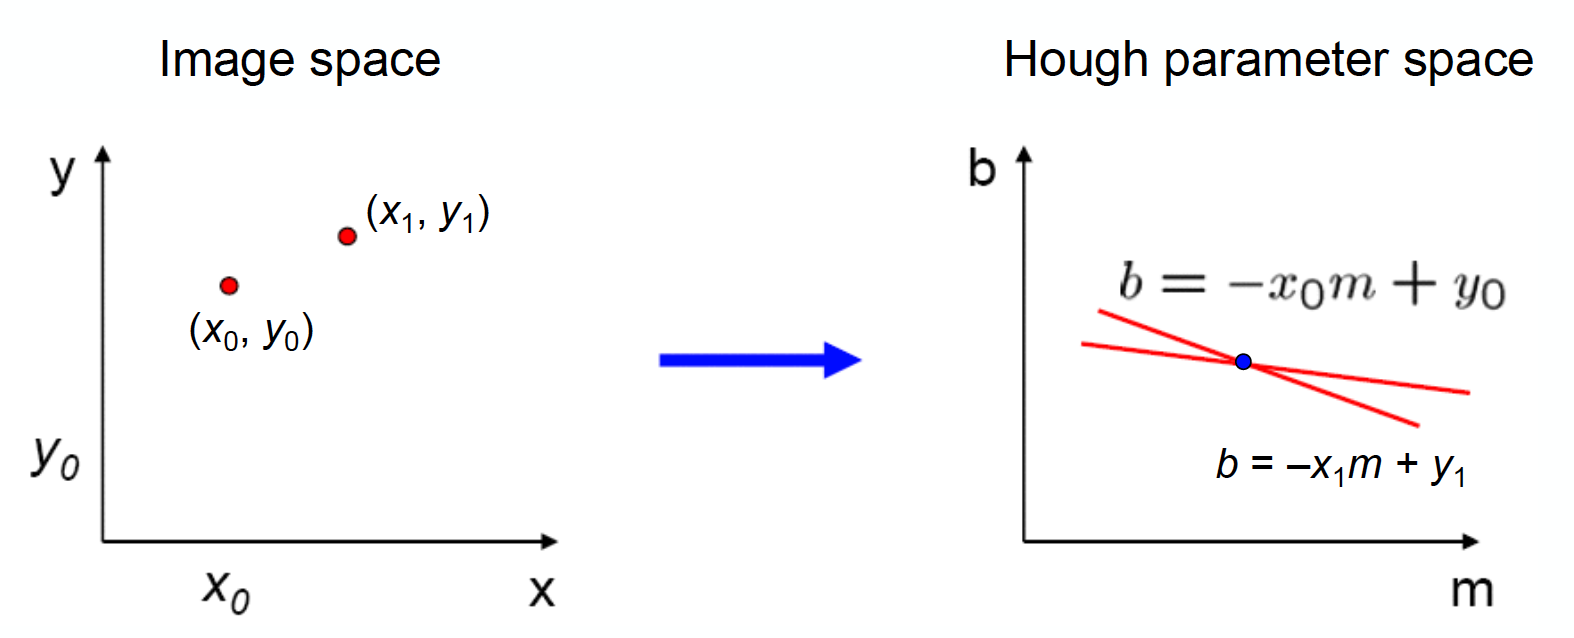 Image space
y
(x₁, y₁)
(x₀, y₀)
y₀
x₀
x
Hough parameter space
b
b = −x₀m + y₀
b = –x₁m + y₁
m